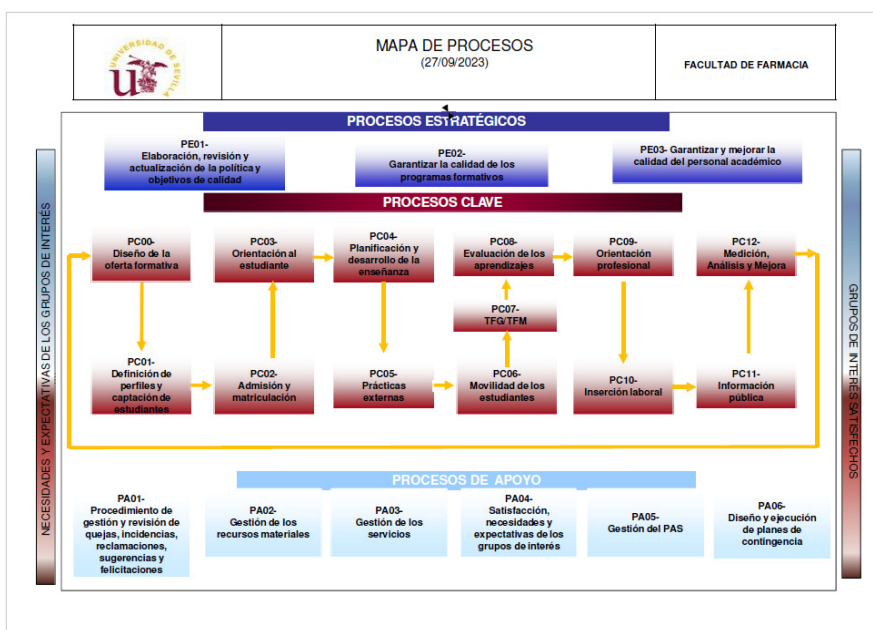 UNIVERSIDAD DE SEVILLA
MAPA DE PROCESOS
(27/09/2023)
FACULTAD DE FARMACIA
NECESIDADES Y EXPECTATIVAS DE LOS GRUPOS DE INTERÉS
PROCESOS ESTRATÉGICOS
PE01-
Elaboración, revisión y
actualización de la política y
objetivos de calidad
PE02-
Garantizar la calidad de los
programas formativos
PE03- Garantizar y mejorar la
calidad del personal académico
PROCESOS CLAVE
PC00-
Diseño de la
oferta formativa
PC03-
Orientación al
estudiante
PC04-
Planificación y
desarrollo de la
enseñanza
PC08-
Evaluación de los
aprendizajes
PC09-
Orientación
profesional
PC12-
Medición,
Análisis y Mejora
PC07-
TFG/TFM
PC01-
Definición de
perfiles y
captación de
estudiantes
PC02-
Admisión y
matriculación
PC05-
Prácticas
externas
PC06-
Movilidad de los
estudiantes
PC10-
Inserción laboral
PC11-
Información
pública
PROCESOS DE APOYO
PA01-
Procedimiento de
gestión y revisión de
quejas, incidencias,
reclamaciones,
sugerencias y
felicitaciones
PA02-
Gestión de los
recursos materiales
PA03-
Gestión de los
servicios
PA04-
Satisfacción,
necesidades y
expectativas de los
grupos de interés
PA05-
Gestión del PAS
PA06-
Diseño y ejecución
de planes de
contingencia
GRUPOS DE INTERÉS SATISFECHOS